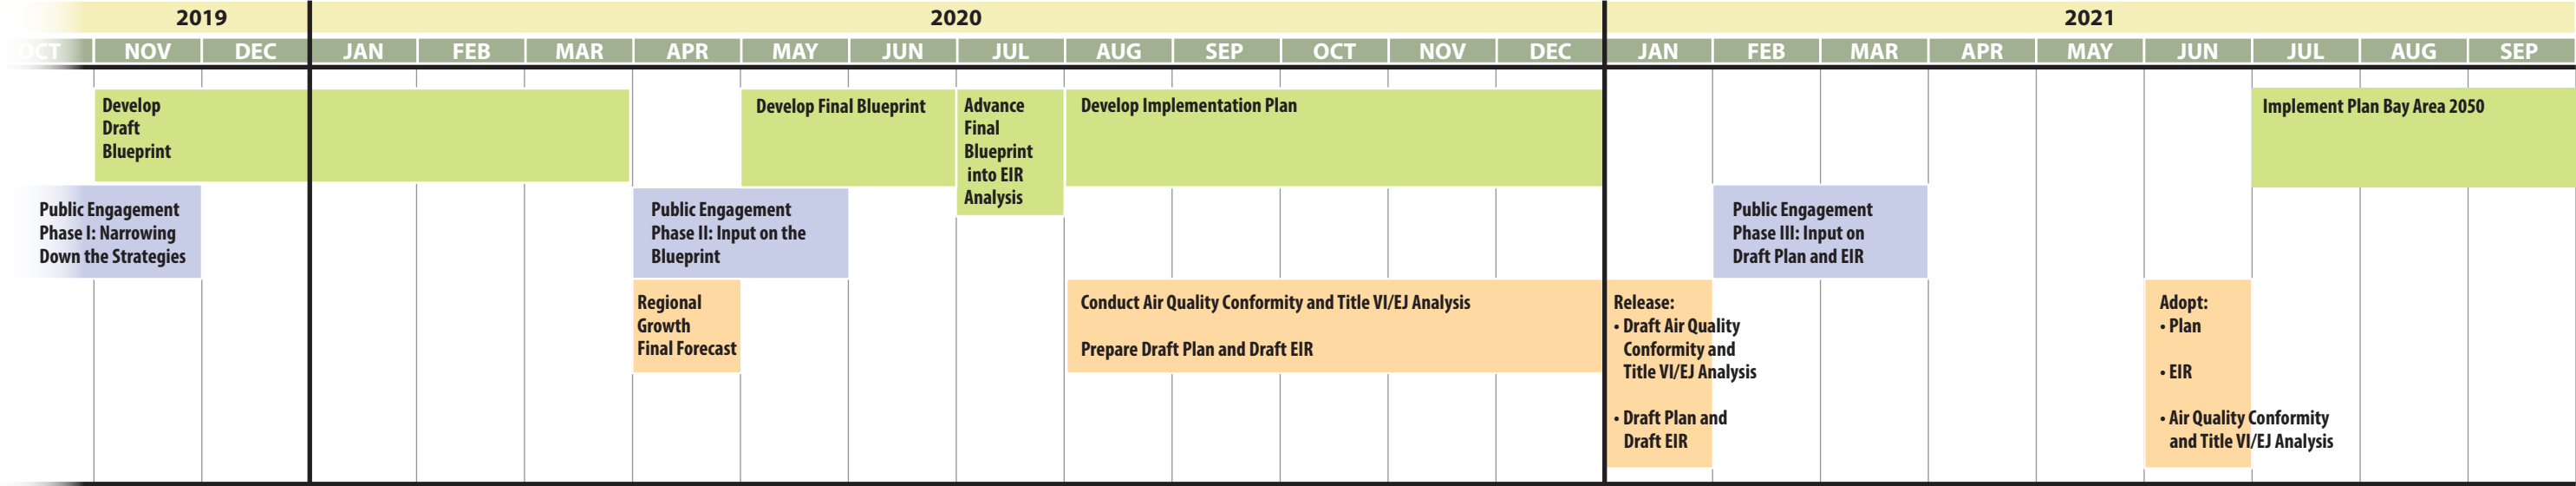 2019
2020
2021
OCT
NOV
DEC
JAN
FEB
MAR
APR
MAY
JUN
JUL
AUG
SEP
OCT
NOV
DEC
JAN
FEB
MAR
APR
MAY
JUN
JUL
AUG
SEP
Develop
Draft
Blueprint
Develop Final Blueprint
Advance
Final
Blueprint
into EIR
Analysis
Develop Implementation Plan
Implement Plan Bay Area 2050
Public Engagement
Phase I: Narrowing
Down the Strategies
Public Engagement
Phase II: Input on the
Blueprint
Public Engagement
Phase III: Input on
Draft Plan and EIR
Regional
Growth
Final Forecast
Conduct Air Quality Conformity and Title VI/EJ Analysis
Prepare Draft Plan and Draft EIR
Release:
• Draft Air Quality
Conformity and
Title VI/EJ Analysis
• Draft Plan and
Draft EIR
Adopt:
• Plan
• EIR
• Air Quality Conformity
and Title VI/EJ Analysis